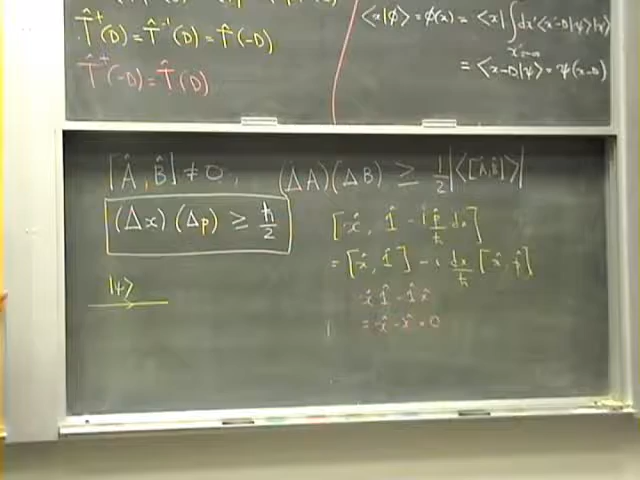 T̂⁺(D) = T̂⁻¹(D) = T̂(-D)
T̂⁺(-D) = T̂(D)
⟨x|ϕ⟩ = ϕ(x) = ⟨x|∫dx'⟨x'-D|ψ⟩|x'⟩
= ⟨x-D|ψ⟩ = ψ(x-D)
[Â, B̂] ≠ 0, (ΔA)(ΔB) ≥ 1/2 |⟨[Â,B̂]⟩|
(Δx)(Δp) ≥ ħ/2
[x̂, 1̂ - i p̂/ħ dx]
= [x̂, 1̂] - i dx/ħ [x̂, p̂]
|ψ⟩
x̂1̂ - 1̂x̂
= x̂ - x̂ = 0